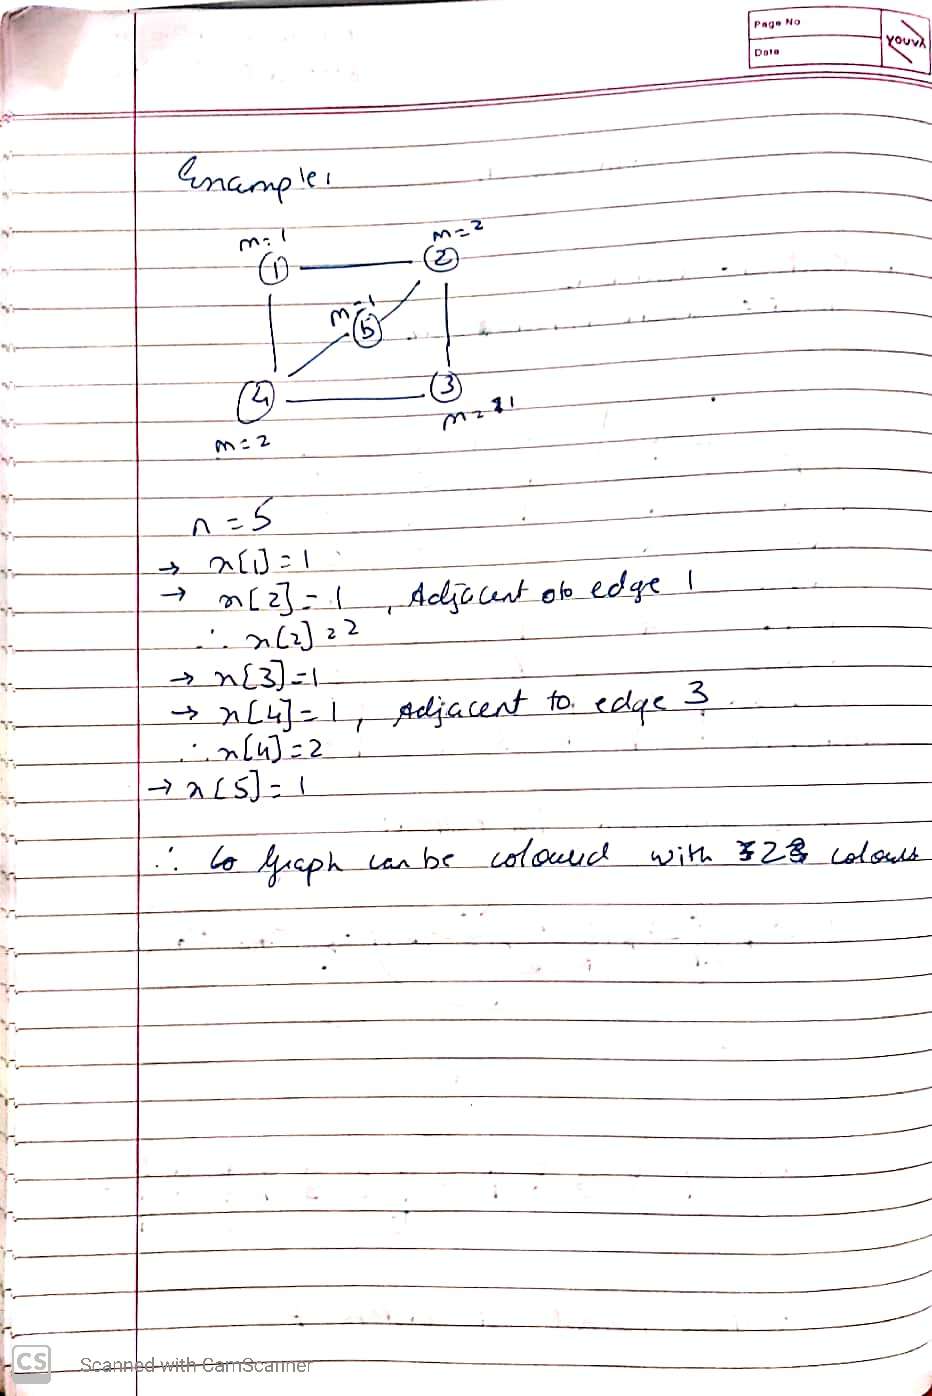 Page No
Date
YOUVA
Example:
m=1
m=2
1
2
m=1
5
4
3
m=1
m=2
n=5
→ x[1]=1
→ x[2]=1 , Adjacent to edge 1
∴ x[2]=2
→ x[3]=1
→ x[4]=1, Adjacent to edge 3
∴ x[4]=2
→ x[5]=1
∴ Graph can be coloured with 2 colours
CS Scanned with CamScanner